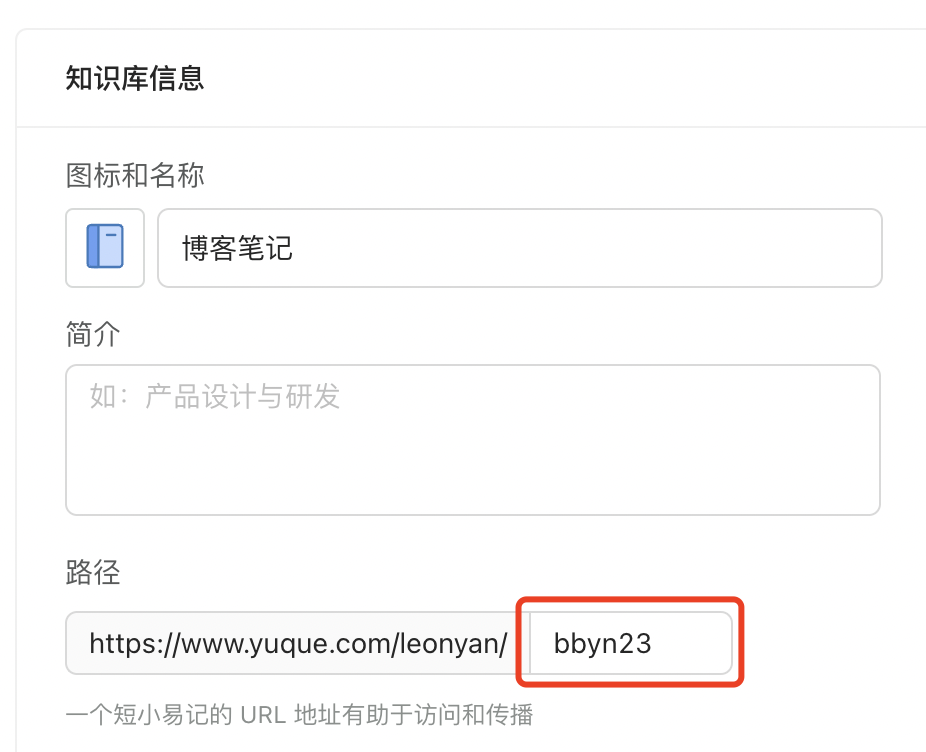 知识库信息
图标和名称
博客笔记
简介
如：产品设计与研发
路径
https://www.yuque.com/leonyan/ bbyn23
一个短小易记的 URL 地址有助于访问和传播